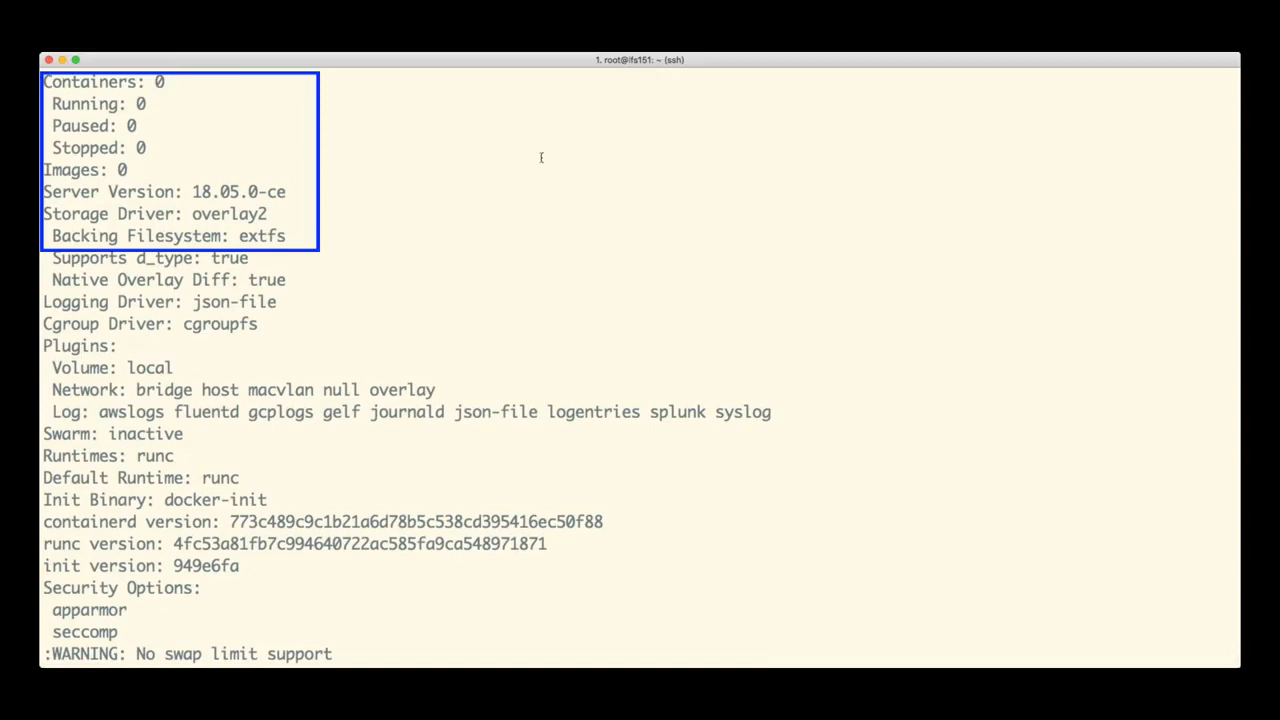 1. root@lfs151: ~ (ssh)
Containers: 0
Running: 0
Paused: 0
Stopped: 0
Images: 0
Server Version: 18.05.0-ce
Storage Driver: overlay2
Backing Filesystem: extfs
Supports d_type: true
Native Overlay Diff: true
Logging Driver: json-file
Cgroup Driver: cgroupfs
Plugins:
Volume: local
Network: bridge host macvlan null overlay
Log: awslogs fluentd gcplogs gelf journald json-file logentries splunk syslog
Swarm: inactive
Runtimes: runc
Default Runtime: runc
Init Binary: docker-init
containerd version: 773c489c9c1b21a6d78b5c538cd395416ec50f88
runc version: 4fc53a81fb7c994640722ac585fa9ca548971871
init version: 949e6fa
Security Options:
apparmor
seccomp
:WARNING: No swap limit support